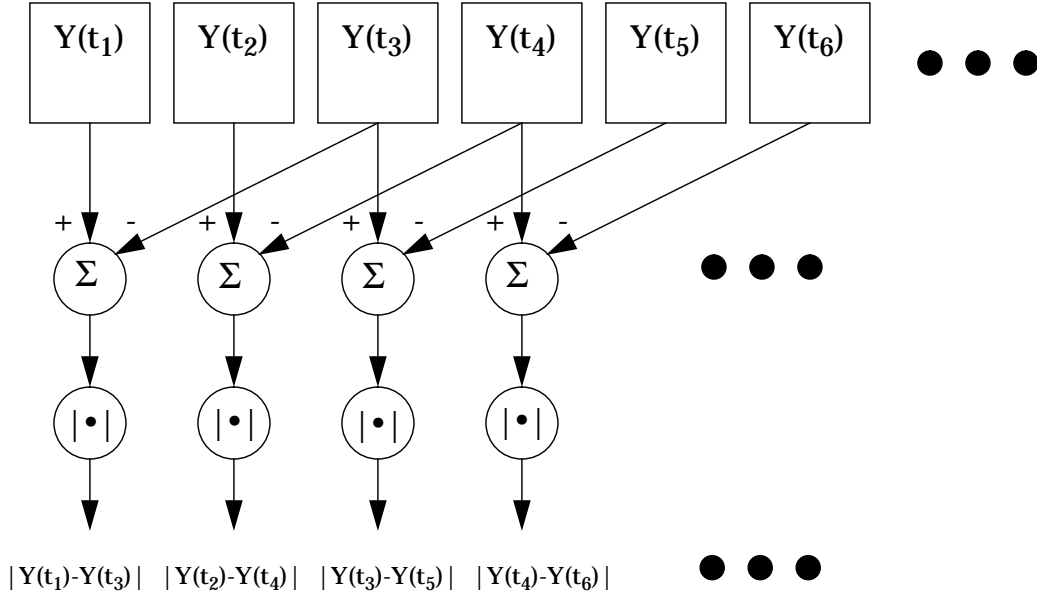 Y(t₁) Y(t₂) Y(t₃) Y(t₄) Y(t₅) Y(t₆)
+ - + - + - + -
Σ Σ Σ Σ
|•| |•| |•| |•|
|Y(t₁)-Y(t₃)| |Y(t₂)-Y(t₄)| |Y(t₃)-Y(t₅)| |Y(t₄)-Y(t₆)|